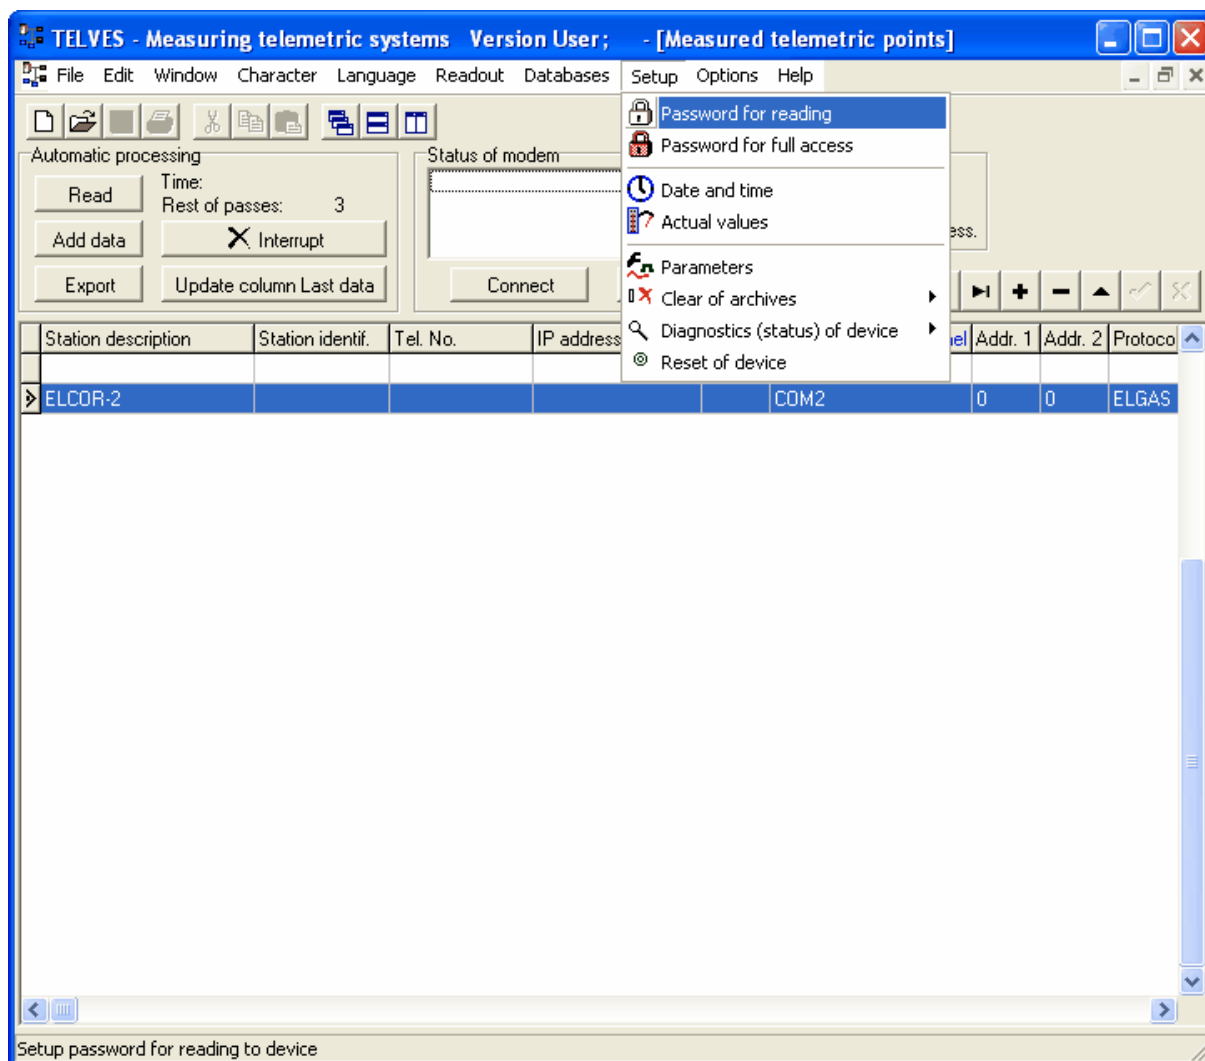 TELVES - Measuring telemetric systems Version User; - [Measured telemetric points]
File Edit Window Character Language Readout Databases Setup Options Help
Password for reading
Password for full access
Date and time
Actual values
Parameters
Clear of archives
Diagnostics (status) of device
Reset of device
Automatic processing
Read
Time:
Rest of passes: 3
Add data
Interrupt
Export
Update column Last data
Status of modem
Connect
ess.
Station description Station identif. Tel. No. IP address nel Addr. 1 Addr. 2 Protoco
ELCOR-2 COM2 0 0 ELGAS
Setup password for reading to device